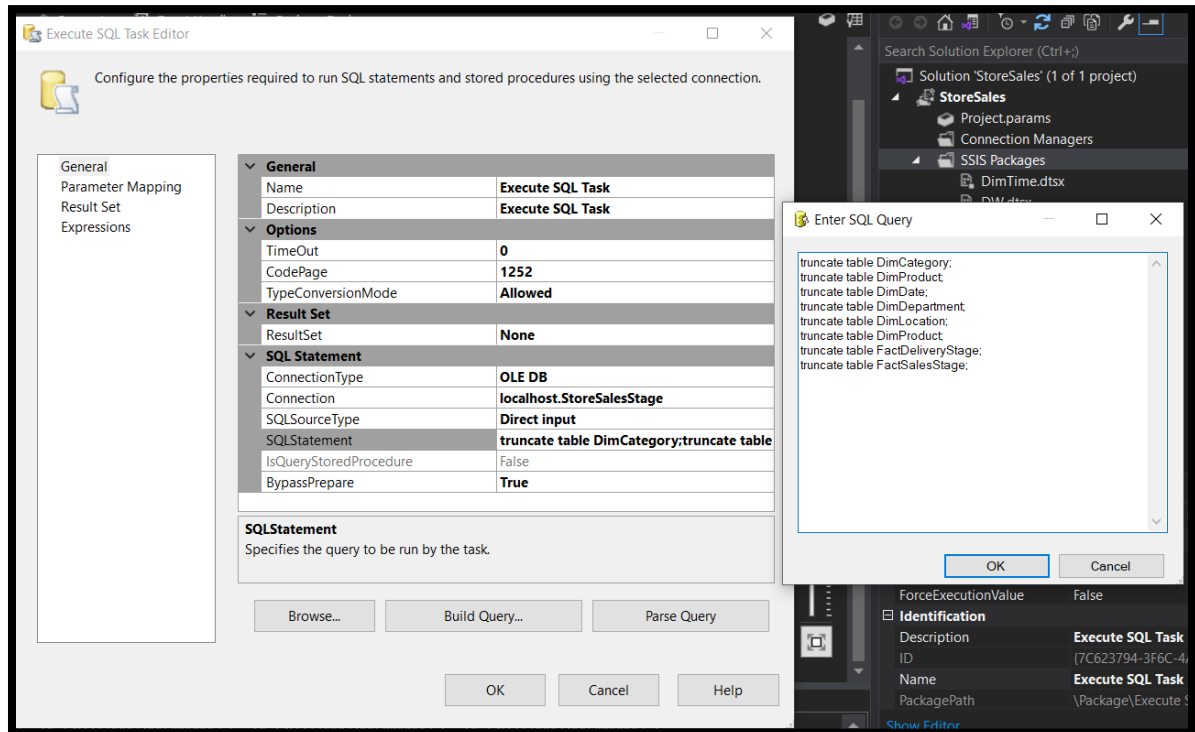 Execute SQL Task Editor
Configure the properties required to run SQL statements and stored procedures using the selected connection.
General
Parameter Mapping
Result Set
Expressions
General
Name Execute SQL Task
Description Execute SQL Task
Options
TimeOut 0
CodePage 1252
TypeConversionMode Allowed
Result Set
ResultSet None
SQL Statement
ConnectionType OLE DB
Connection localhost.StoreSalesStage
SQLSourceType Direct input
SQLStatement truncate table DimCategory;truncate table
IsQueryStoredProcedure False
BypassPrepare True
SQLStatement
Specifies the query to be run by the task.
Browse...
Build Query...
Parse Query
OK
Cancel
Help
Search Solution Explorer (Ctrl+;)
Solution 'StoreSales' (1 of 1 project)
StoreSales
Project.params
Connection Managers
SSIS Packages
DimTime.dtsx
DW.dtsx
Enter SQL Query
truncate table DimCategory;
truncate table DimProduct;
truncate table DimDate;
truncate table DimDepartment;
truncate table DimLocation;
truncate table DimProduct;
truncate table FactDeliveryStage;
truncate table FactSalesStage;
OK
Cancel
ForceExecutionValue False
Identification
Description Execute SQL Task
ID {7C623794-3F6C-4
Name Execute SQL Task
PackagePath \Package\Execute
Show Editor